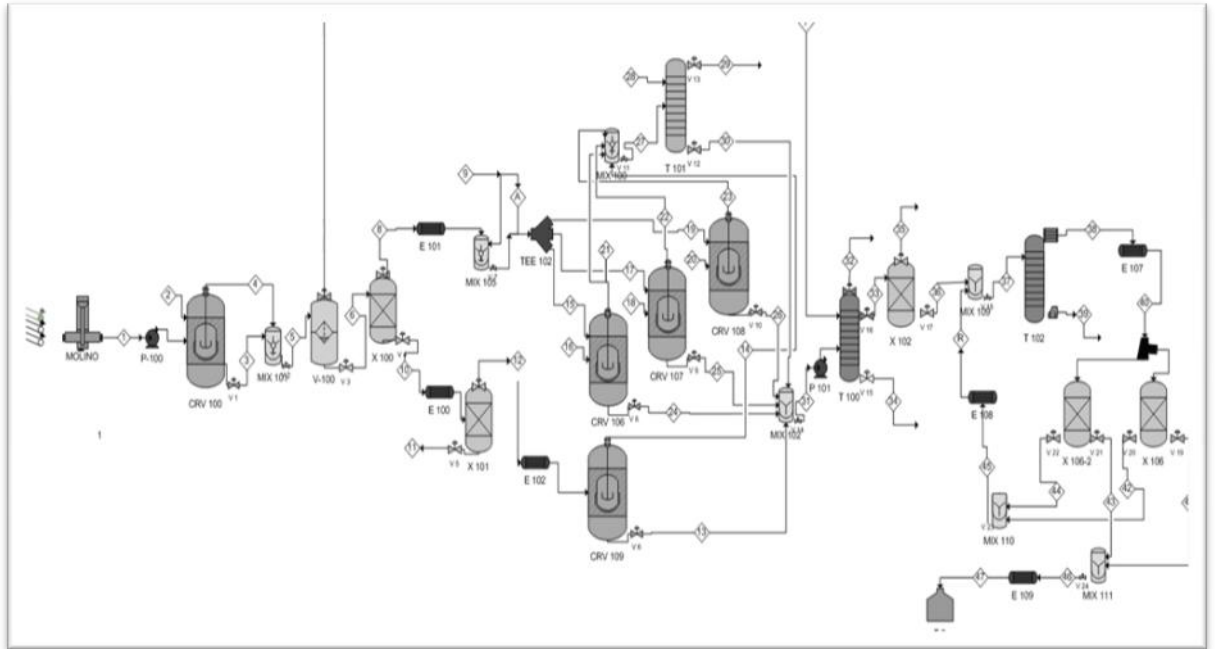 MOLINO
1
P-100
2
CRV 100
4
3
V 1
5
V-100
6
V 3
8
X 100
10
E 100
11
V 5
X 101
12
E 101
9
A
MIX 105
TEE 102
E 102
CRV 109
V 6
13
14
15
16
21
CRV 106
V 6
24
17
18
22
CRV 107
V 9
25
19
20
23
CRV 108
V 10
26
27
V 11
28
29
V 13
T 101
V 12
30
MIX 102
31
P 101
32
T 100
V 15
34
33
V 16
35
X 102
V 17
36
MIX 109
R
37
T 102
38
39
E 107
40
E 108
45
X 106-2
V 22
V 21
X 106
V 20
V 19
44
42
43
MIX 110
MIX 111
V 24
46
E 109
47
1